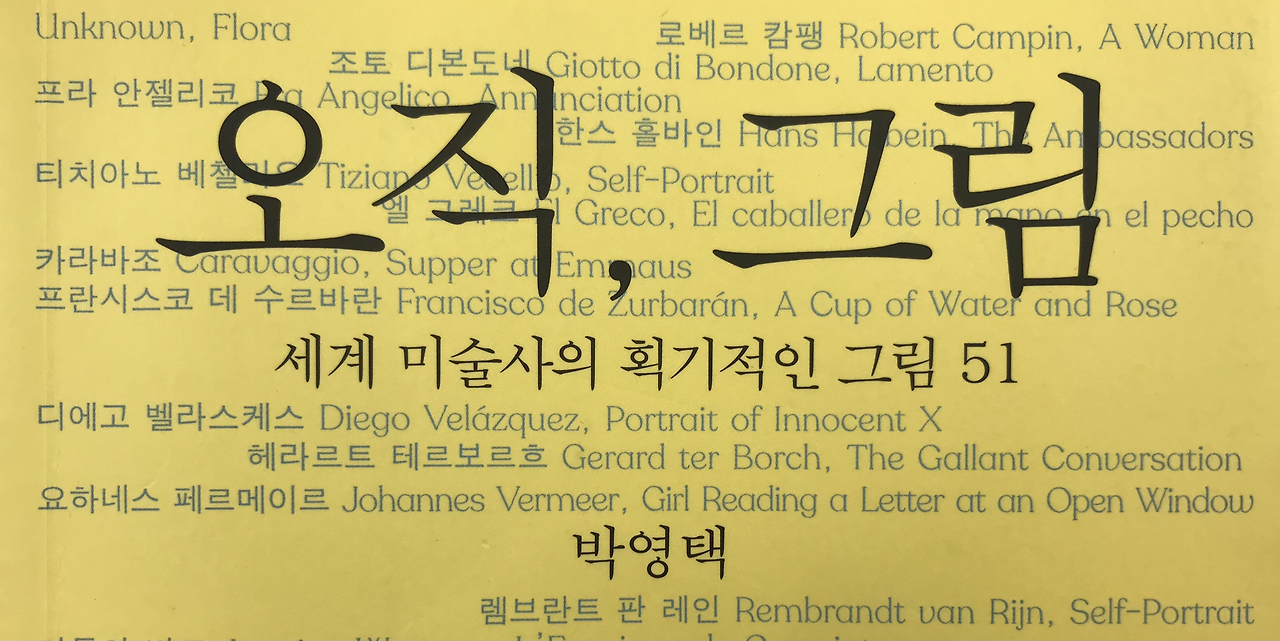 Unknown, Flora
로베르 캄팽 Robert Campin, A Woman
조토 디본도네 Giotto di Bondone, Lamento
프라 안젤리코 Fra Angelico, Annunciation
한스 홀바인 Hans Holbein, The Ambassadors
오직, 그림
티치아노 베첼리오 Tiziano Vecellio, Self-Portrait
엘 그레코 El Greco, El caballero de la mano en el pecho
카라바조 Caravaggio, Supper at Emmaus
프란시스코 데 수르바란 Francisco de Zurbarán, A Cup of Water and Rose
세계 미술사의 획기적인 그림 51
디에고 벨라스케스 Diego Velázquez, Portrait of Innocent X
헤라르트 테르보르흐 Gerard ter Borch, The Gallant Conversation
요하네스 페르메이르 Johannes Vermeer, Girl Reading a Letter at an Open Window
박영택
렘브란트 판 레인 Rembrandt van Rijn, Self-Portrait